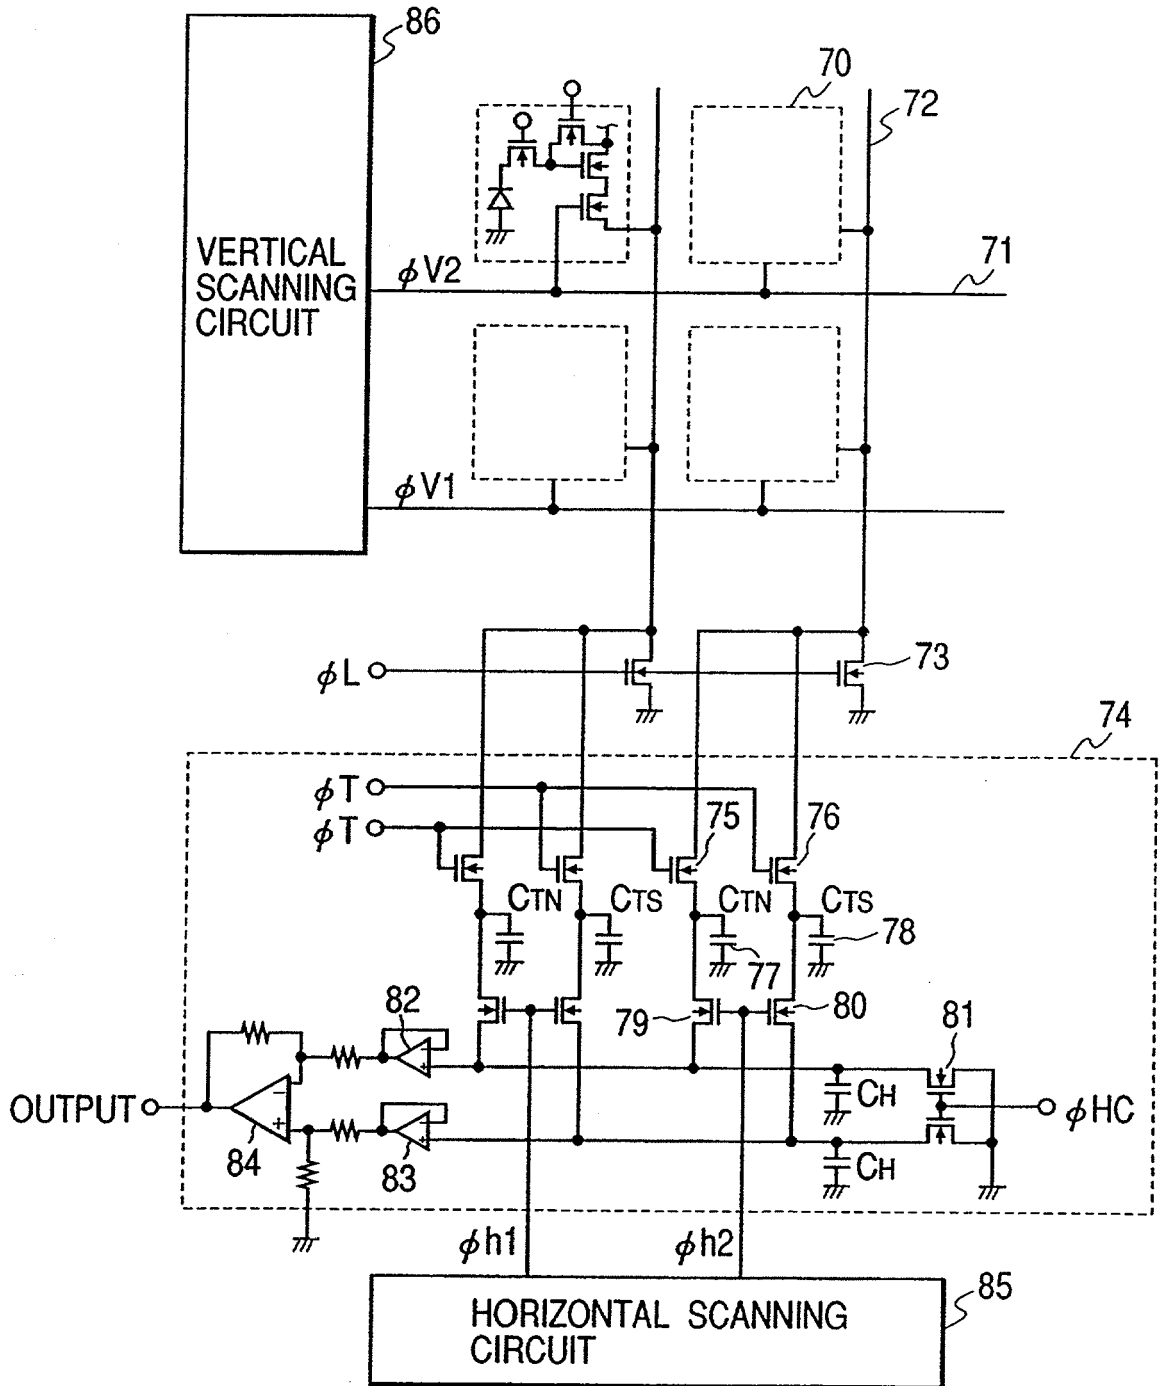 86
70
72
VERTICAL
SCANNING
CIRCUIT
ϕV2
71
ϕV1
ϕL
73
74
ϕT
ϕT
75
76
CTN
CTS
CTN
CTS
77
78
79
80
81
82
OUTPUT
84
83
CH
CH
ϕHC
ϕh1
ϕh2
85
HORIZONTAL SCANNING
CIRCUIT